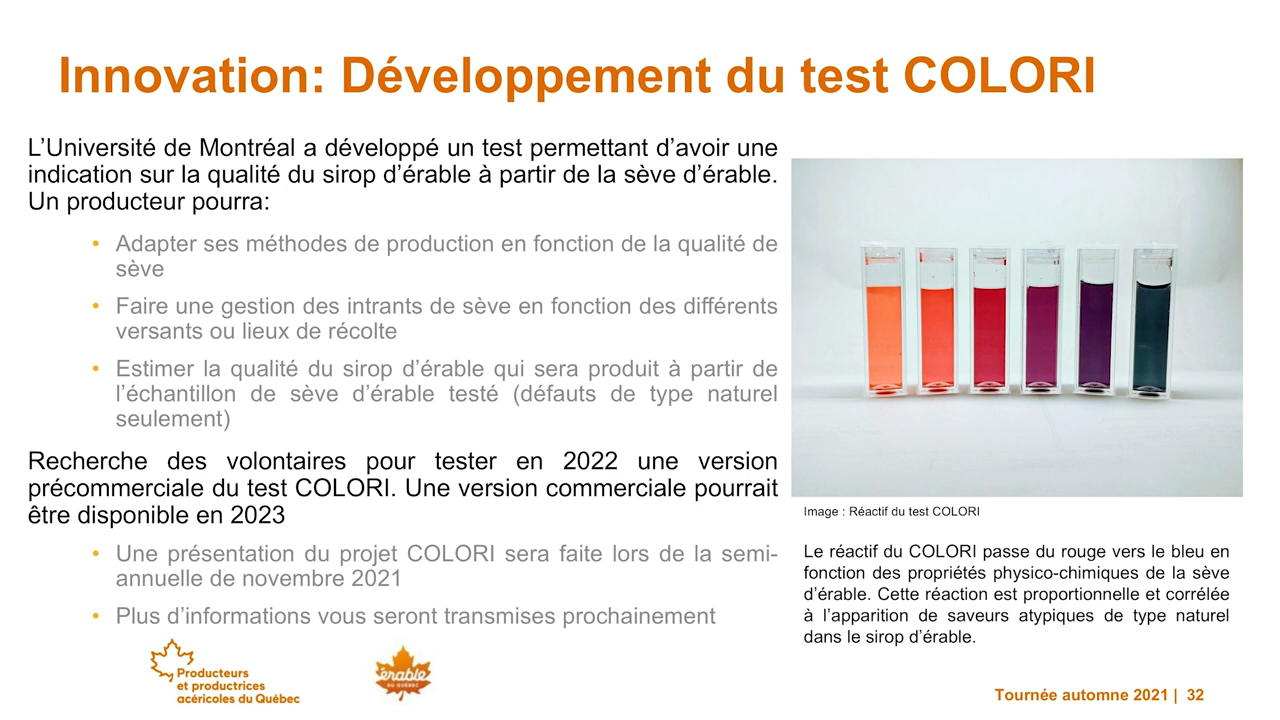 Innovation: Développement du test COLORI
L’Université de Montréal a développé un test permettant d’avoir une
indication sur la qualité du sirop d’érable à partir de la sève d’érable.
Un producteur pourra:
• Adapter ses méthodes de production en fonction de la qualité de
sève
• Faire une gestion des intrants de sève en fonction des différents
versants ou lieux de récolte
• Estimer la qualité du sirop d’érable qui sera produit à partir de
l’échantillon de sève d’érable testé (défauts de type naturel
seulement)
Recherche des volontaires pour tester en 2022 une version
précommerciale du test COLORI. Une version commerciale pourrait
être disponible en 2023
• Une présentation du projet COLORI sera faite lors de la semi-
annuelle de novembre 2021
• Plus d’informations vous seront transmises prochainement
Image : Réactif du test COLORI
Le réactif du COLORI passe du rouge vers le bleu en
fonction des propriétés physico-chimiques de la sève
d’érable. Cette réaction est proportionnelle et corrélée
à l’apparition de saveurs atypiques de type naturel
dans le sirop d’érable.
Producteurs
et productrices
acéricoles du Québec
érable
DU QUÉBEC
Tournée automne 2021 | 32